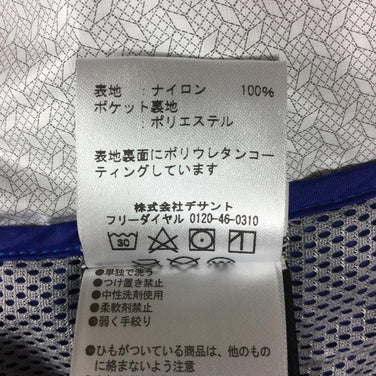 表地 : ナイロン 100%
ポケット裏地
: ポリエステル
表地裏面にポリウレタンコー
ティングしています
株式会社デサント
フリーダイヤル 0120-46-0310
30
●単独で洗う
●つけ置き禁止
●中性洗剤使用
●柔軟剤禁止
●弱く手絞り
●ひもがついている商品は、他のもの
に絡まないよう注意